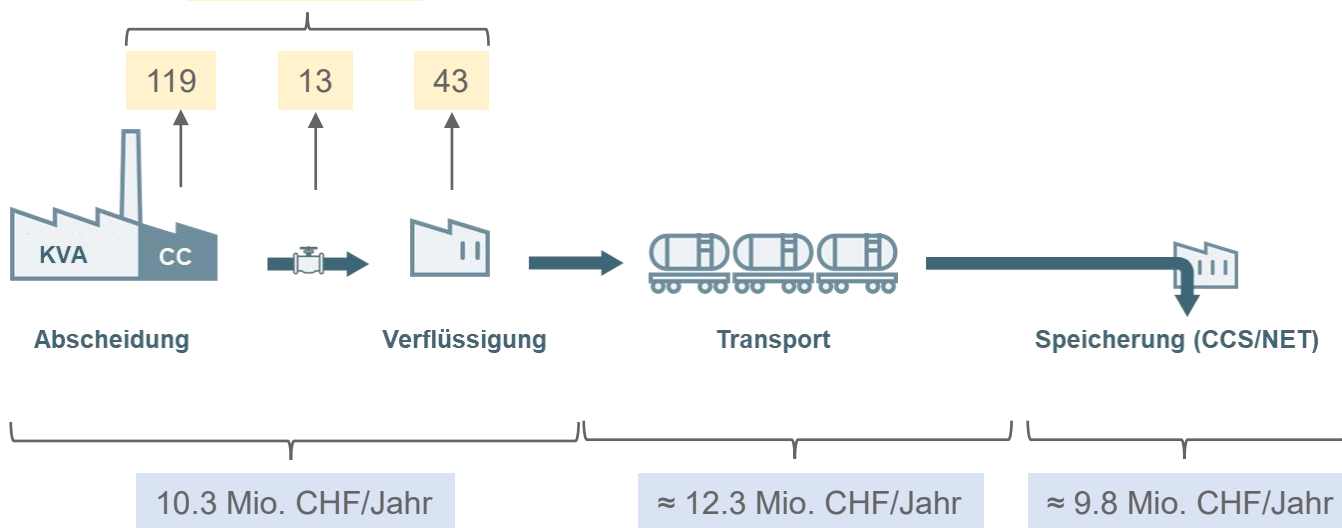 119
13
43
KVA
CC
Abscheidung
Verflüssigung
Transport
Speicherung (CCS/NET)
10.3 Mio. CHF/Jahr
≈ 12.3 Mio. CHF/Jahr
≈ 9.8 Mio. CHF/Jahr